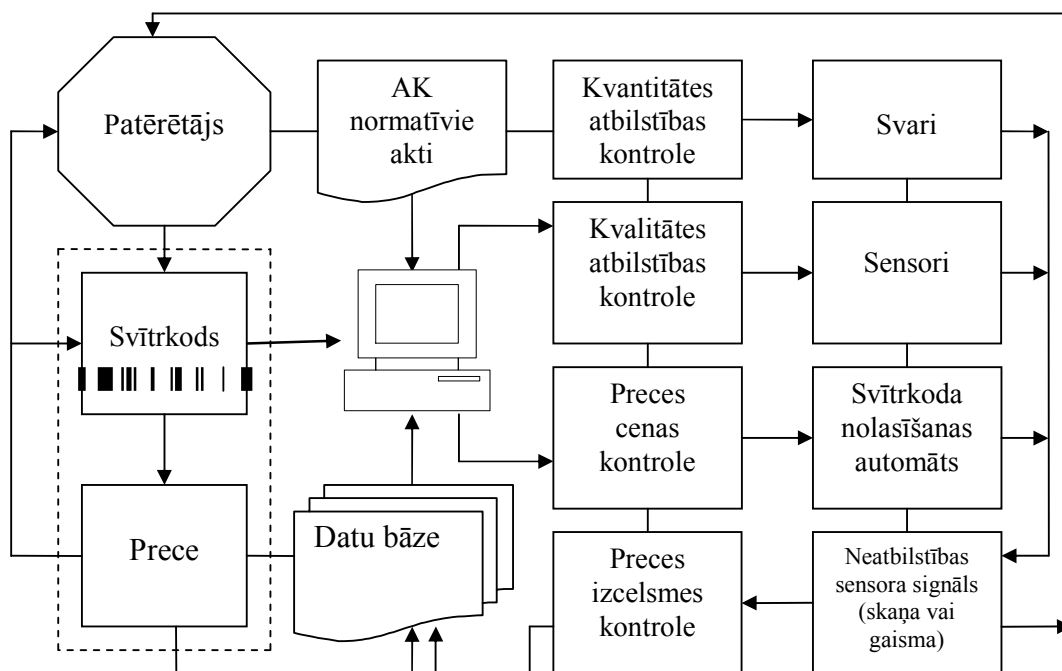 Patērētājs
AK
normatīvie
akti
Kvantitātes
atbilstības
kontrole
Svari
Kvalitātes
atbilstības
kontrole
Sensori
Svītrkods
Preces
cenas
kontrole
Svītrkoda
nolasīšanas
automāts
Prece
Datu bāze
Preces
izcelsmes
kontrole
Neatbilstības
sensora signāls
(skaņa vai
gaisma)